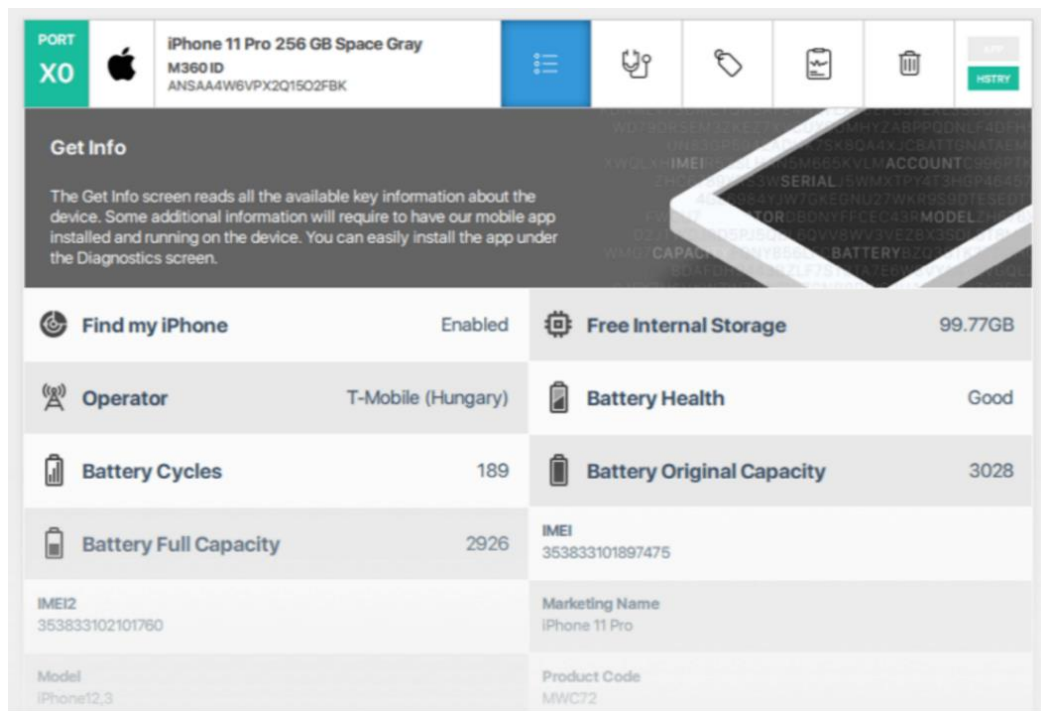 PORT
X0
iPhone 11 Pro 256 GB Space Gray
M360 ID
ANSAA4W6VPX2Q15O2FBK
HSTRY
Get Info
The Get Info screen reads all the available key information about the
device. Some additional information will require to have our mobile app
installed and running on the device. You can easily install the app under
the Diagnostics screen.
IMEI
ACCOUNT
SERIAL
MODEL
BATTERY
Find my iPhone
Enabled
Free Internal Storage
99.77GB
Operator
T-Mobile (Hungary)
Battery Health
Good
Battery Cycles
189
Battery Original Capacity
3028
Battery Full Capacity
2926
IMEI
353833101897475
IMEI2
353833102101760
Marketing Name
iPhone 11 Pro
Model
iPhone12,3
Product Code
MWC72